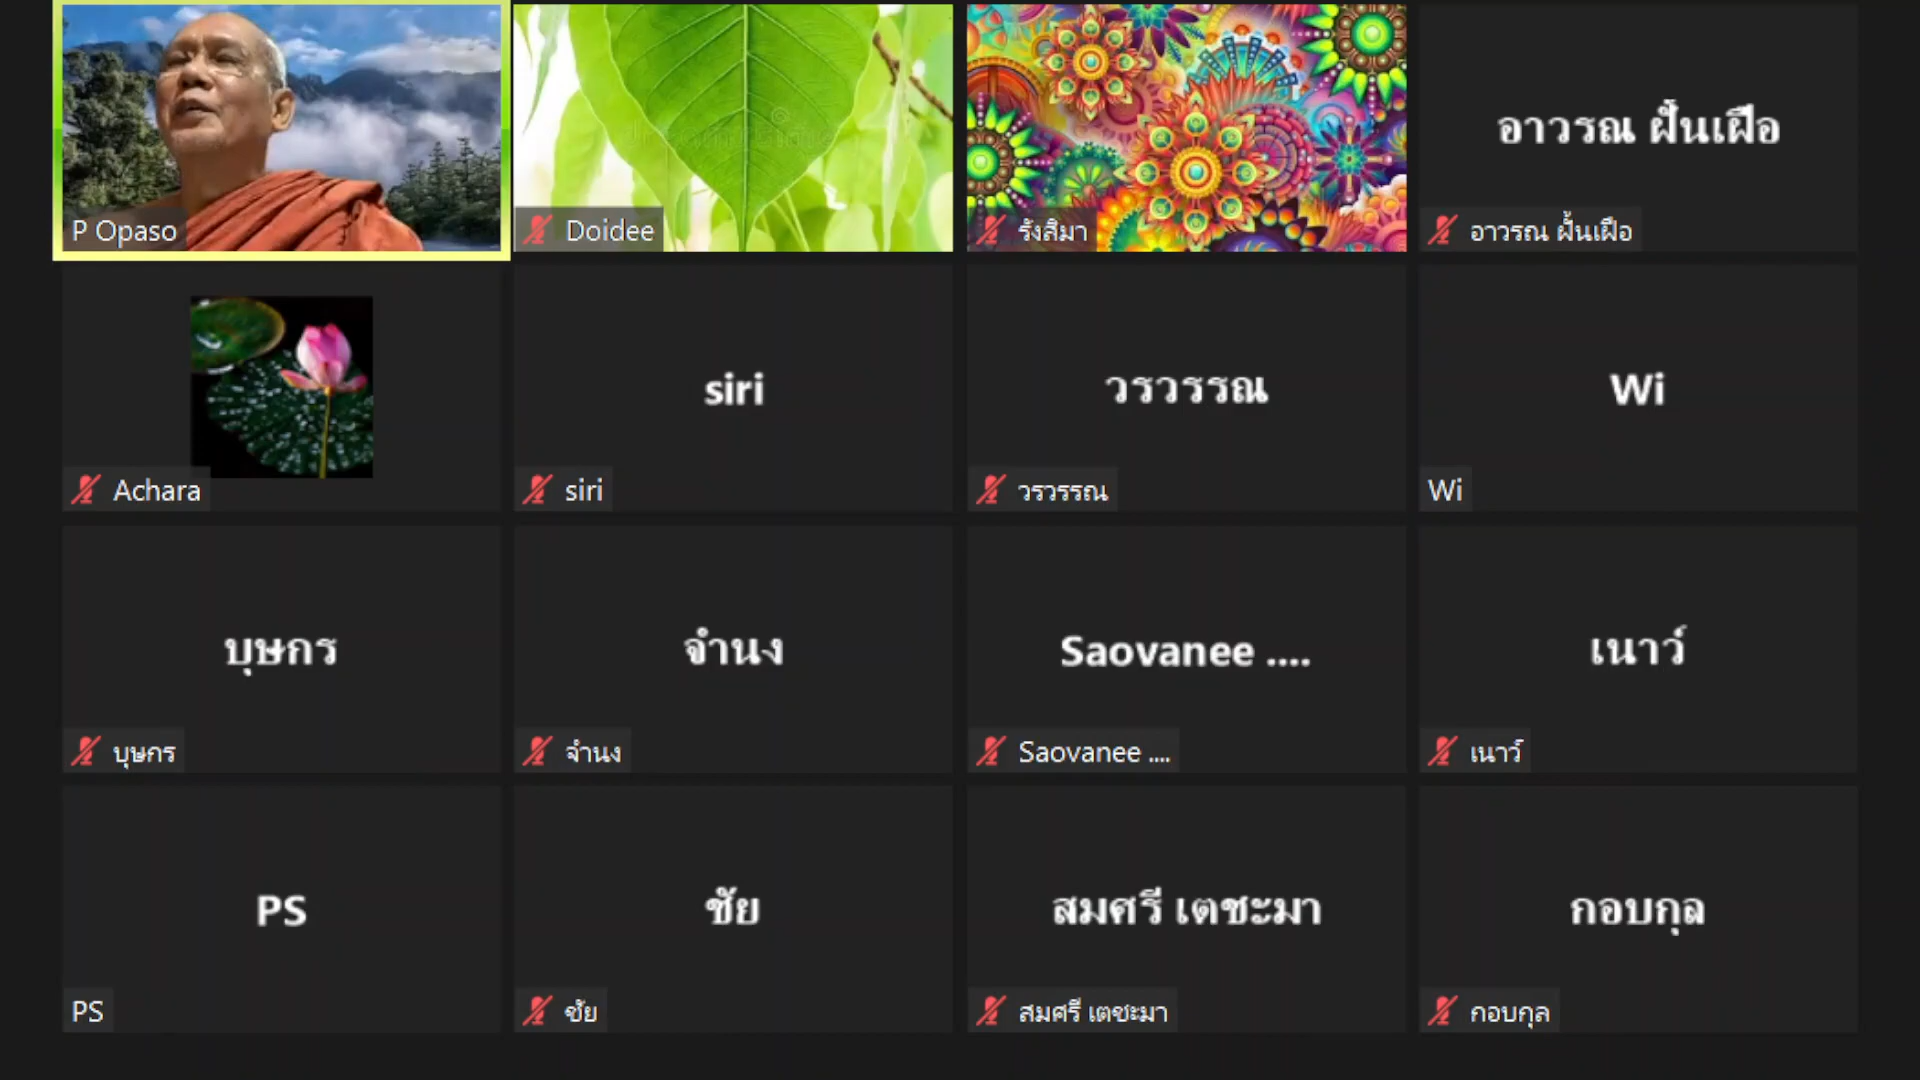 P Opaso
Doidee
รังสิมา
อาวรณ ฝั้นเฝือ
อาวรณ ฝั้นเฝือ
Achara
siri
siri
วรวรรณ
วรวรรณ
Wi
Wi
บุษกร
บุษกร
จำนง
จำนง
Saovanee ....
Saovanee ....
เนาว์
เนาว์
PS
PS
ชัย
ชัย
สมศรี เตชะมา
สมศรี เตชะมา
กอบกุล
กอบกุล